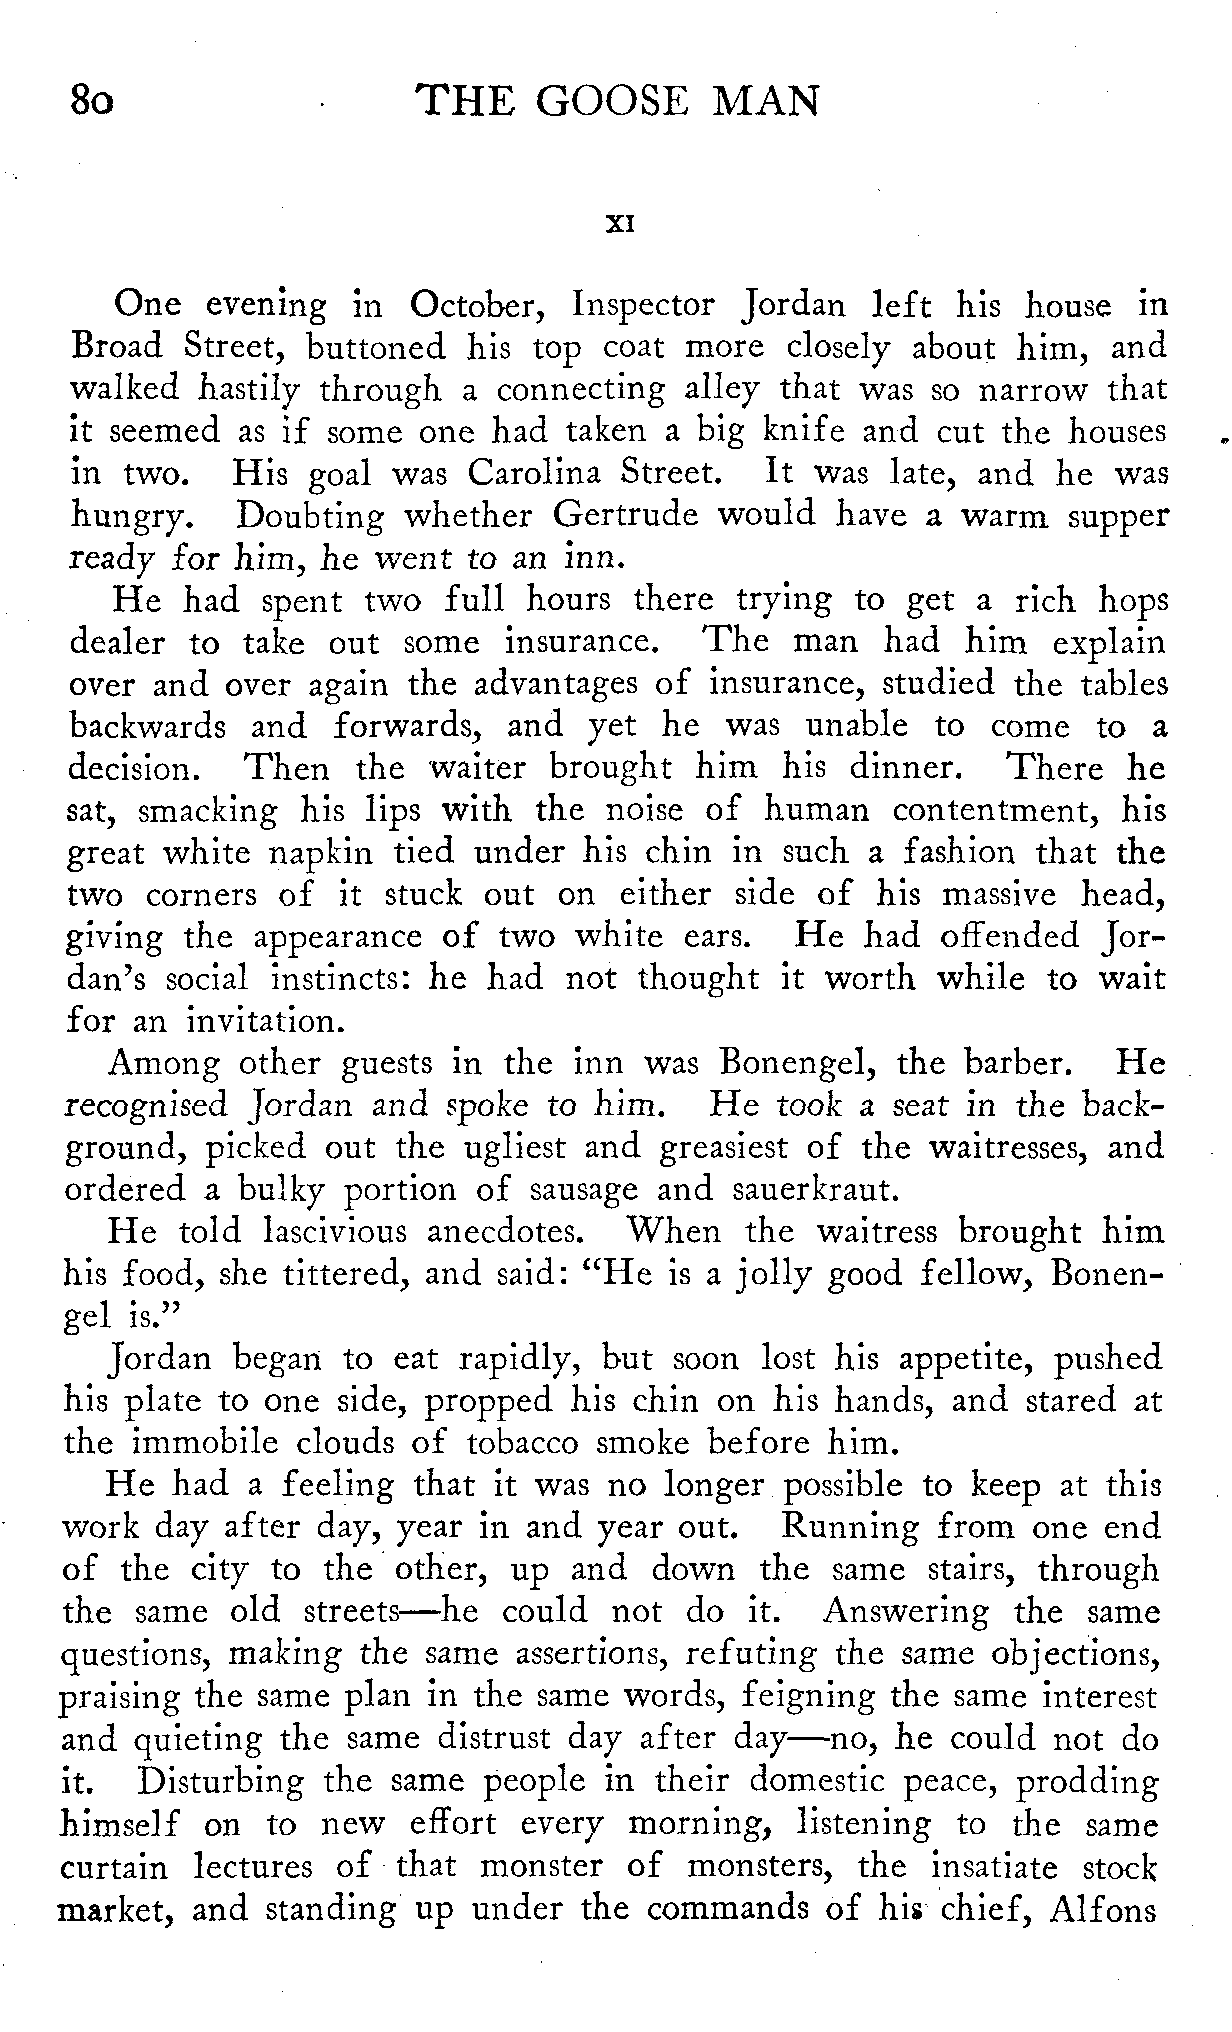 80 THE GOOSE MAN
XI
One evening in October, Inspector Jordan left his house in
Broad Street, buttoned his top coat more closely about him, and
walked hastily through a connecting alley that was so narrow that
it seemed as if some one had taken a big knife and cut the houses
in two. His goal was Carolina Street. It was late, and he was
hungry. Doubting whether Gertrude would have a warm supper
ready for him, he went to an inn.
He had spent two full hours there trying to get a rich hops
dealer to take out some insurance. The man had him explain
over and over again the advantages of insurance, studied the tables
backwards and forwards, and yet he was unable to come to a
decision. Then the waiter brought him his dinner. There he
sat, smacking his lips with the noise of human contentment, his
great white napkin tied under his chin in such a fashion that the
two corners of it stuck out on either side of his massive head,
giving the appearance of two white ears. He had offended Jor-
dan's social instincts: he had not thought it worth while to wait
for an invitation.
Among other guests in the inn was Bonengel, the barber. He
recognised Jordan and spoke to him. He took a seat in the back-
ground, picked out the ugliest and greasiest of the waitresses, and
ordered a bulky portion of sausage and sauerkraut.
He told lascivious anecdotes. When the waitress brought him
his food, she tittered, and said: "He is a jolly good fellow, Bonen-
gel is."
Jordan began to eat rapidly, but soon lost his appetite, pushed
his plate to one side, propped his chin on his hands, and stared at
the immobile clouds of tobacco smoke before him.
He had a feeling that it was no longer possible to keep at this
work day after day, year in and year out. Running from one end
of the city to the other, up and down the same stairs, through
the same old streets—he could not do it. Answering the same
questions, making the same assertions, refuting the same objections,
praising the same plan in the same words, feigning the same interest
and quieting the same distrust day after day—no, he could not do
it. Disturbing the same people in their domestic peace, prodding
himself on to new effort every morning, listening to the same
curtain lectures of that monster of monsters, the insatiate stock
market, and standing up under the commands of his chief, Alfons